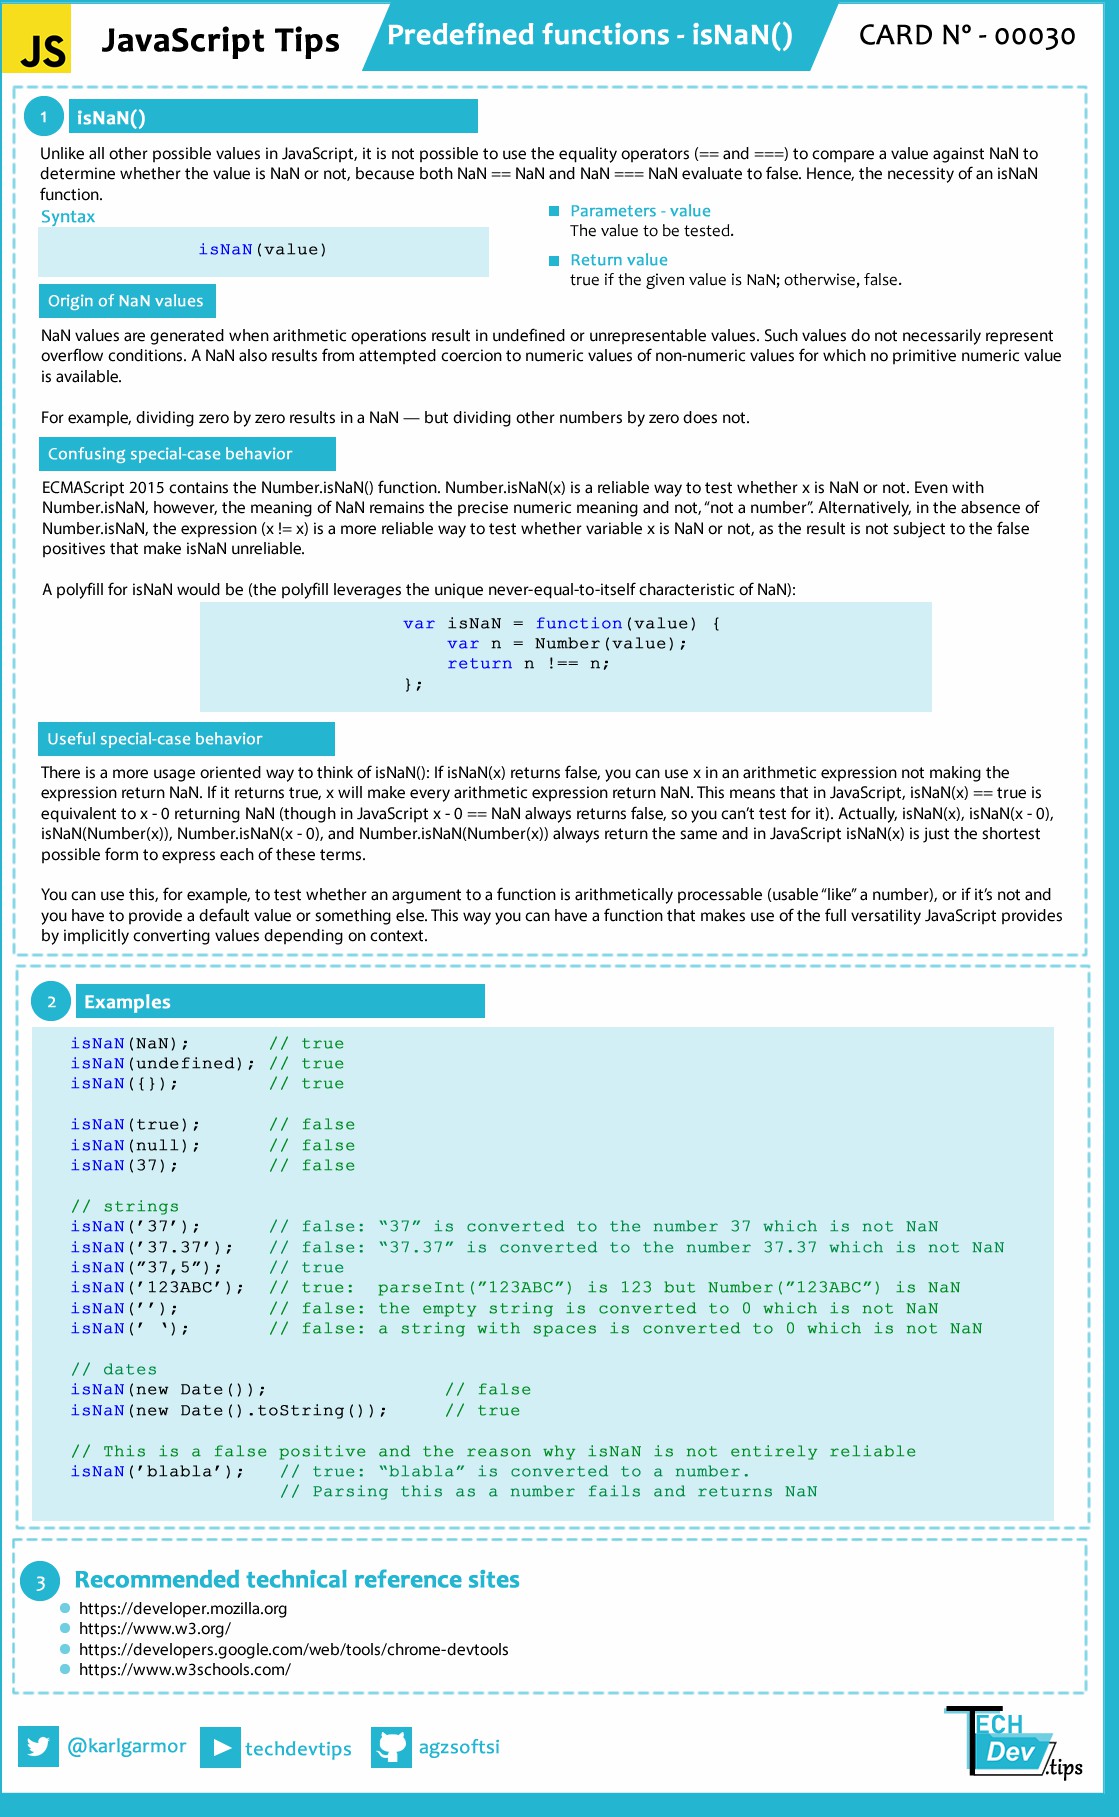 JS
JavaScript Tips
Predefined functions - isNaN()
CARD Nº - 00030
1
isNaN()
Unlike all other possible values in JavaScript, it is not possible to use the equality operators (== and ===) to compare a value against NaN to
determine whether the value is NaN or not, because both NaN == NaN and NaN === NaN evaluate to false. Hence, the necessity of an isNaN
function.
Syntax
isNaN(value)
Parameters - value
The value to be tested.
Return value
true if the given value is NaN; otherwise, false.
Origin of NaN values
NaN values are generated when arithmetic operations result in undefined or unrepresentable values. Such values do not necessarily represent
overflow conditions. A NaN also results from attempted coercion to numeric values of non-numeric values for which no primitive numeric value
is available.
For example, dividing zero by zero results in a NaN — but dividing other numbers by zero does not.
Confusing special-case behavior
ECMAScript 2015 contains the Number.isNaN() function. Number.isNaN(x) is a reliable way to test whether x is NaN or not. Even with
Number.isNaN, however, the meaning of NaN remains the precise numeric meaning and not, “not a number”. Alternatively, in the absence of
Number.isNaN, the expression (x != x) is a more reliable way to test whether variable x is NaN or not, as the result is not subject to the false
positives that make isNaN unreliable.
A polyfill for isNaN would be (the polyfill leverages the unique never-equal-to-itself characteristic of NaN):
var isNaN = function(value) {
    var n = Number(value);
    return n !== n;
};
Useful special-case behavior
There is a more usage oriented way to think of isNaN(): If isNaN(x) returns false, you can use x in an arithmetic expression not making the
expression return NaN. If it returns true, x will make every arithmetic expression return NaN. This means that in JavaScript, isNaN(x) == true is
equivalent to x - 0 returning NaN (though in JavaScript x - 0 == NaN always returns false, so you can’t test for it). Actually, isNaN(x), isNaN(x - 0),
isNaN(Number(x)), Number.isNaN(x - 0), and Number.isNaN(Number(x)) always return the same and in JavaScript isNaN(x) is just the shortest
possible form to express each of these terms.
You can use this, for example, to test whether an argument to a function is arithmetically processable (usable “like” a number), or if it’s not and
you have to provide a default value or something else. This way you can have a function that makes use of the full versatility JavaScript provides
by implicitly converting values depending on context.
2
Examples
isNaN(NaN);       // true
isNaN(undefined); // true
isNaN({});        // true
isNaN(true);      // false
isNaN(null);      // false
isNaN(37);        // false
// strings
isNaN(’37’);      // false: “37” is converted to the number 37 which is not NaN
isNaN(’37.37’);   // false: “37.37” is converted to the number 37.37 which is not NaN
isNaN(”37,5”);    // true
isNaN(’123ABC’);  // true:  parseInt(”123ABC”) is 123 but Number(”123ABC”) is NaN
isNaN(’’);        // false: the empty string is converted to 0 which is not NaN
isNaN(’ ‘);       // false: a string with spaces is converted to 0 which is not NaN
// dates
isNaN(new Date());                // false
isNaN(new Date().toString());     // true
// This is a false positive and the reason why isNaN is not entirely reliable
isNaN(’blabla’);   // true: “blabla” is converted to a number.
                   // Parsing this as a number fails and returns NaN
3
Recommended technical reference sites
https://developer.mozilla.org
https://www.w3.org/
https://developers.google.com/web/tools/chrome-devtools
https://www.w3schools.com/
@karlgarmor
techdevtips
agzsoftsi
TECH
Dev
.tips